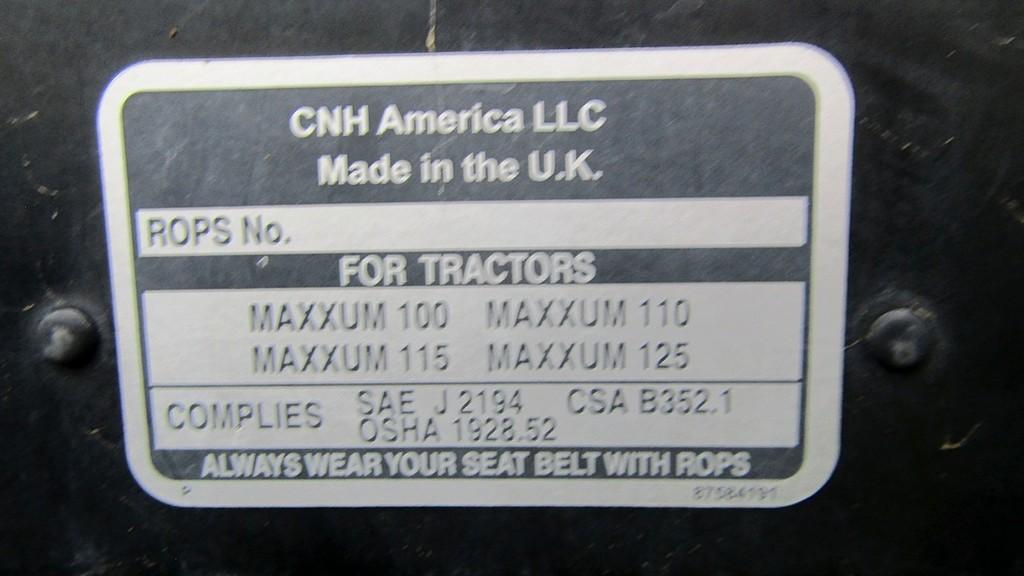 CNH America LLC
Made in the U.K.
ROPS No.
FOR TRACTORS
MAXXUM 100 MAXXUM 110
MAXXUM 115 MAXXUM 125
COMPLIES SAE J 2194 CSA B352.1
OSHA 1928.52
ALWAYS WEAR YOUR SEAT BELT WITH ROPS
P 87584191